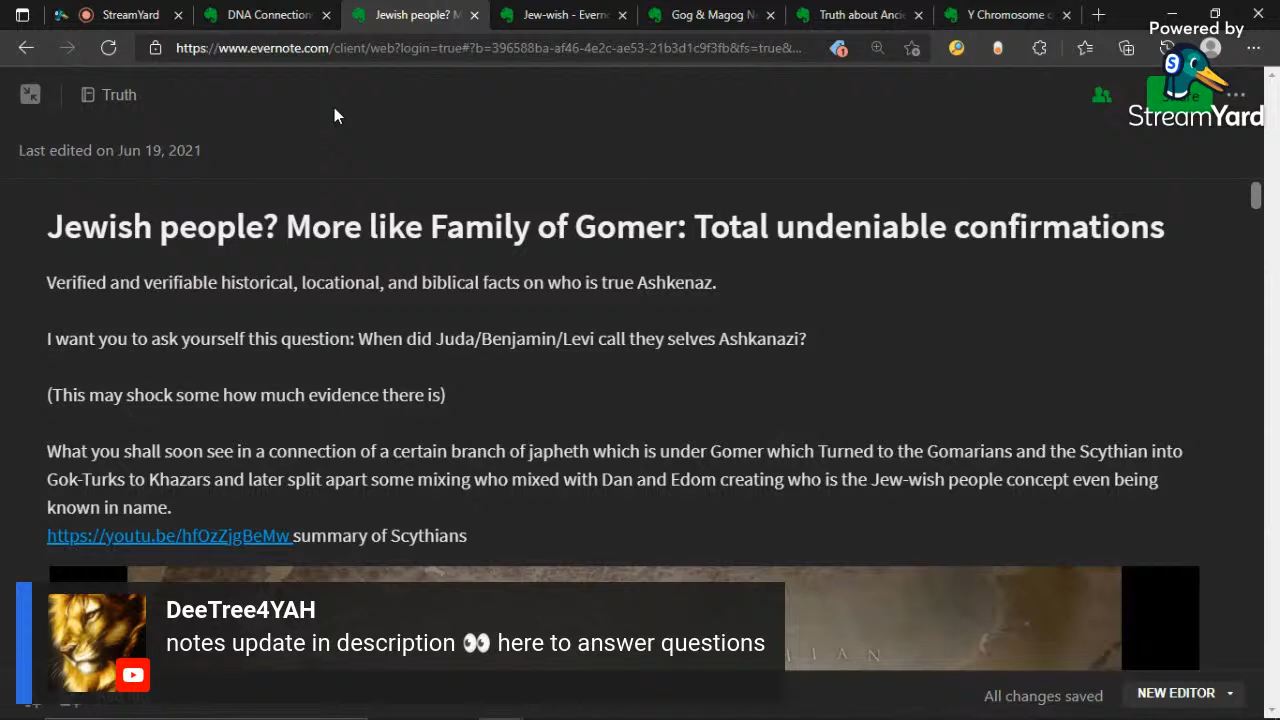 StreamYard
DNA Connection
Jewish people? M
Jew-wish - Everno
Gog & Magog N
Truth about Anci
Y Chromosome o
Powered by
https://www.evernote.com/client/web?login=true#?b=396588ba-af46-4e2c-ae53-21b3d1c9f3fb&fs=true&...
1
S
StreamYard
Truth
Last edited on Jun 19, 2021
Jewish people? More like Family of Gomer: Total undeniable confirmations
Verified and verifiable historical, locational, and biblical facts on who is true Ashkenaz.
I want you to ask yourself this question: When did Juda/Benjamin/Levi call they selves Ashkanazi?
(This may shock some how much evidence there is)
What you shall soon see in a connection of a certain branch of japheth which is under Gomer which Turned to the Gomarians and the Scythian into
Gok-Turks to Khazars and later split apart some mixing who mixed with Dan and Edom creating who is the Jew-wish people concept even being
known in name.
https://youtu.be/hfOzZjgBeMw summary of Scythians
DeeTree4YAH
notes update in description 👀 here to answer questions
I A N
All changes saved
NEW EDITOR